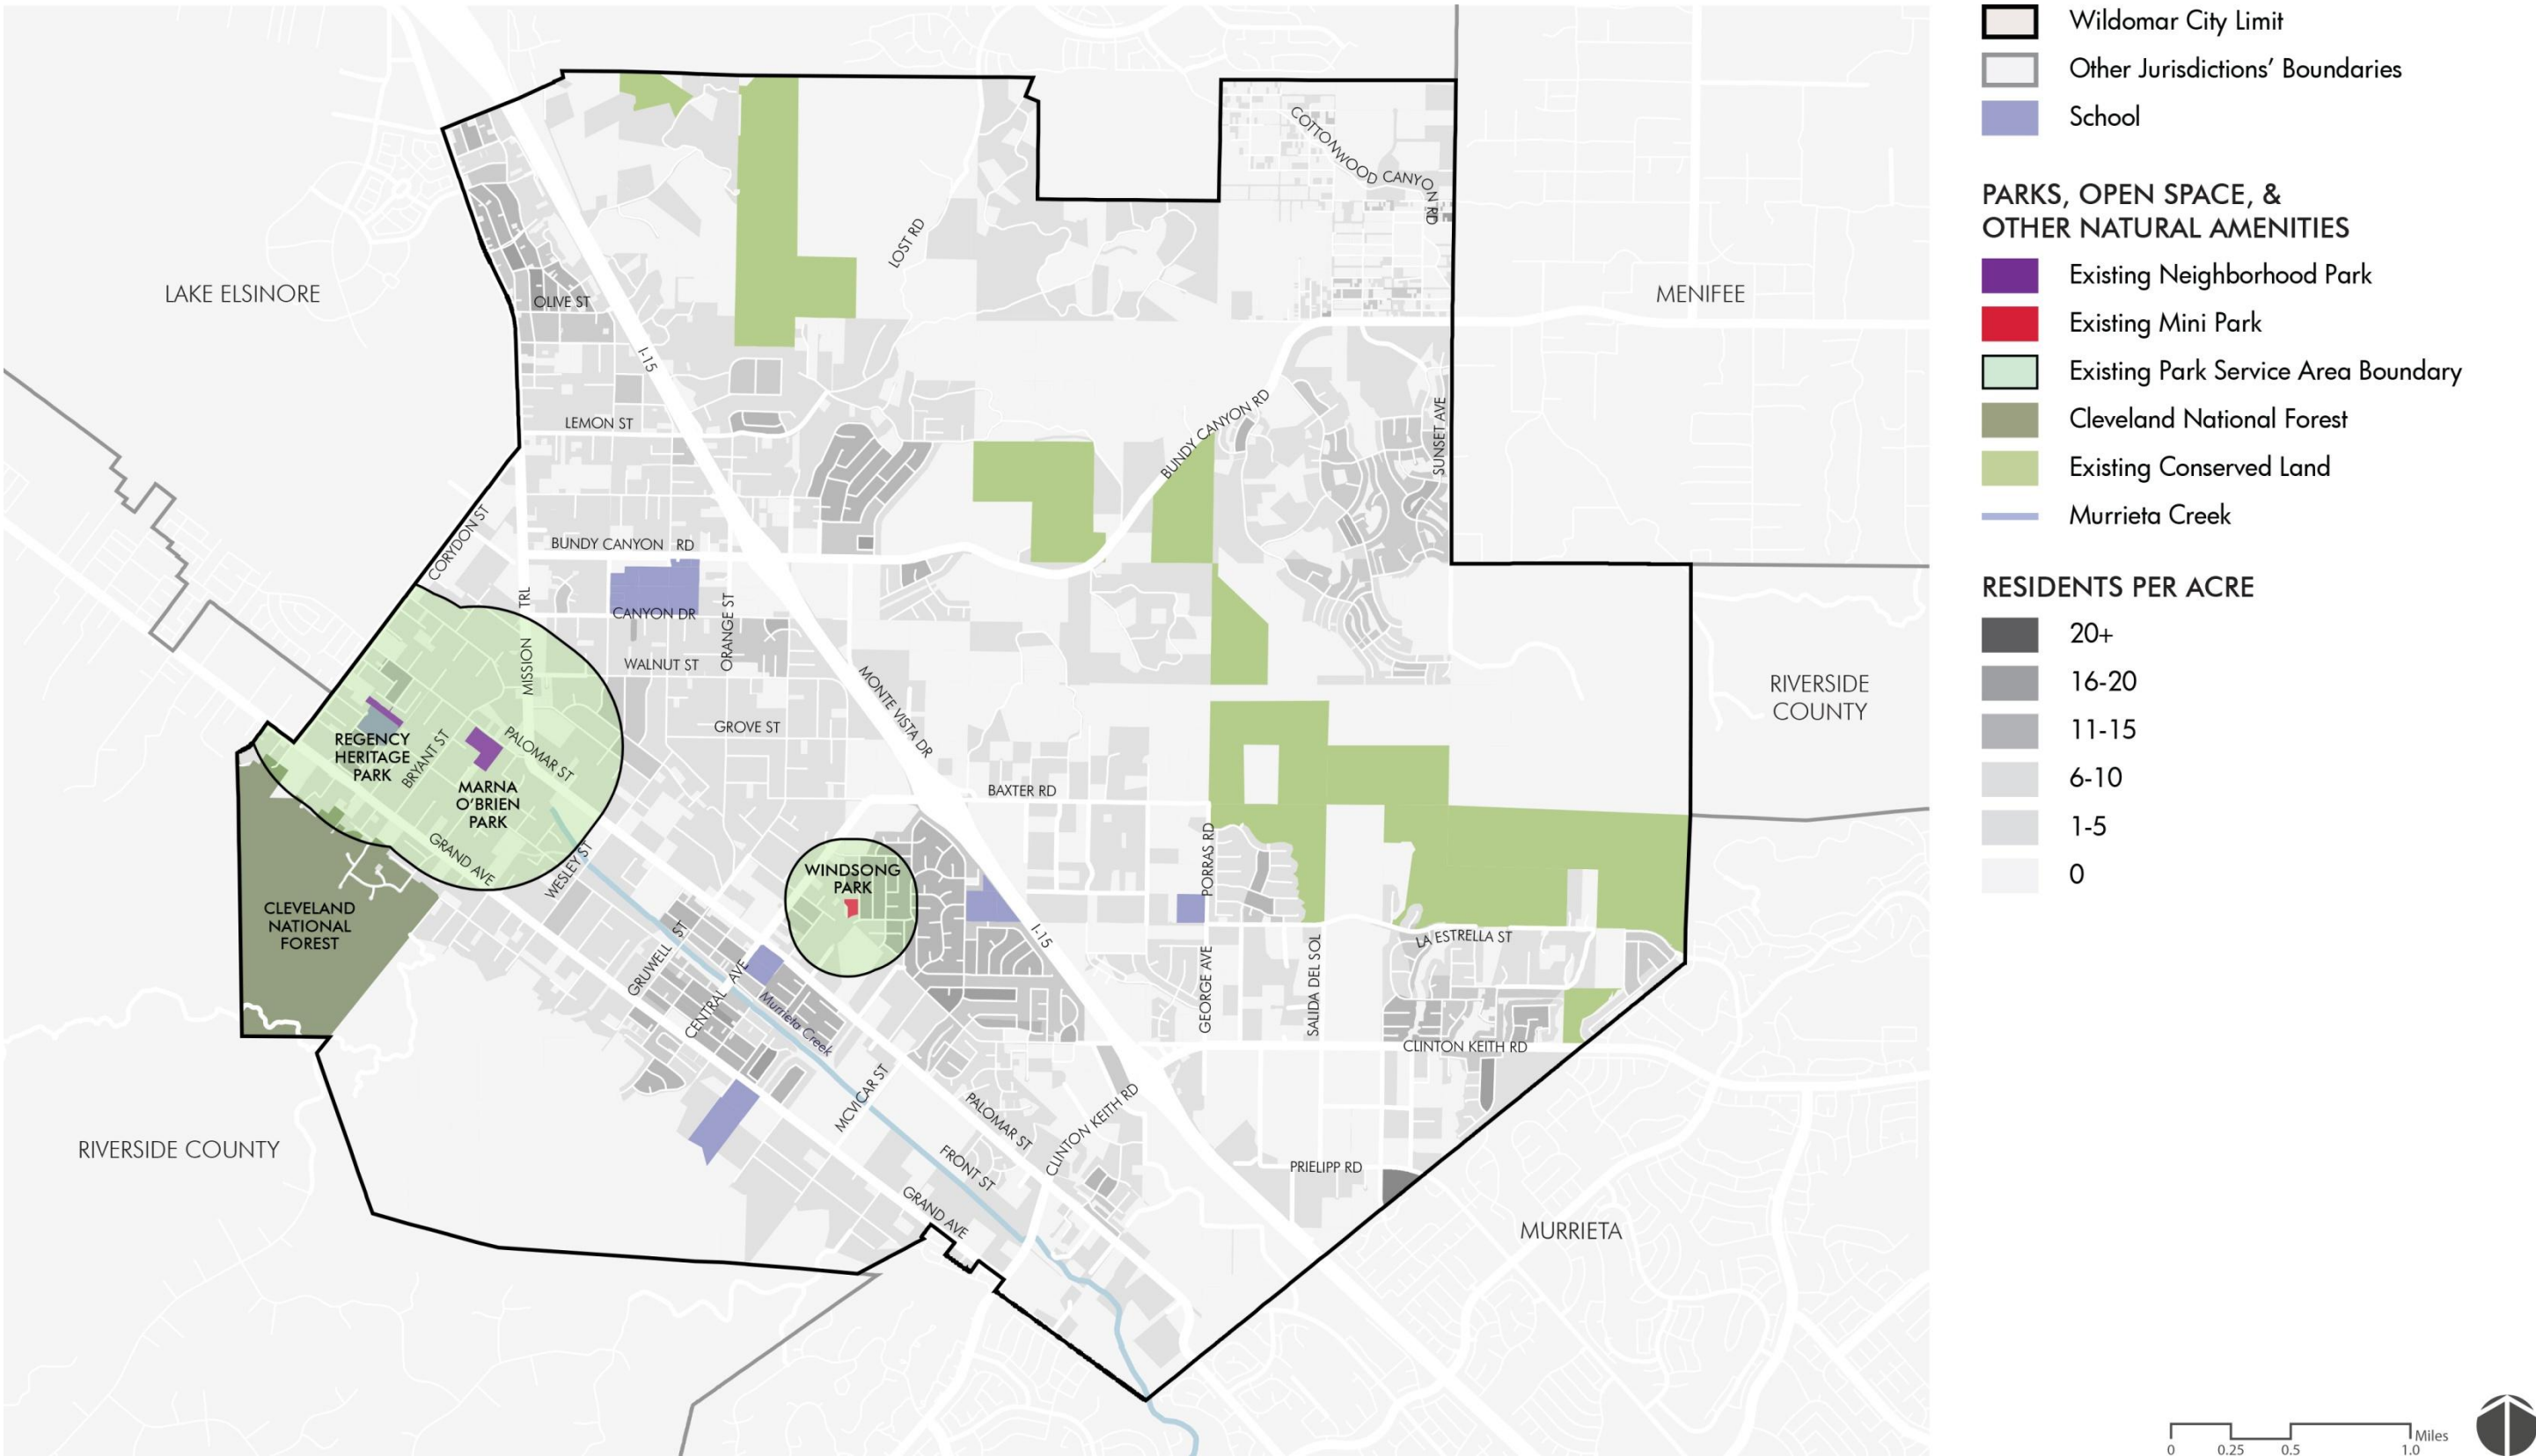 LAKE ELSINORE
MENIFEE
RIVERSIDE
COUNTY
RIVERSIDE COUNTY
MURRIETA
COTTONWOOD CANYON RD
LOST RD
OLIVE ST
I-15
LEMON ST
BUNDY CANYON RD
SUNSET AVE
CORYDON ST
BUNDY CANYON RD
CANYON DR
ORANGE ST
MISSION TRL
WALNUT ST
MONTE VISTA DR
GROVE ST
REGENCY
HERITAGE
PARK
BRYANT ST
PALOMAR ST
MARNA
O'BRIEN
PARK
BAXTER RD
GRAND AVE
WESLEY ST
PORRAS RD
WINDSONG
PARK
CLEVELAND
NATIONAL
FOREST
GRUWELL ST
CENTRAL AVE
I-15
LA ESTRELLA ST
GEORGE AVE
SALIDA DEL SOL
Murrieta Creek
CLINTON KEITH RD
MCVICAR ST
PALOMAR ST
CLINTON KEITH RD
FRONT ST
PRIELIPP RD
GRAND AVE
Wildomar City Limit
Other Jurisdictions’ Boundaries
School
PARKS, OPEN SPACE, &
OTHER NATURAL AMENITIES
Existing Neighborhood Park
Existing Mini Park
Existing Park Service Area Boundary
Cleveland National Forest
Existing Conserved Land
Murrieta Creek
RESIDENTS PER ACRE
20+
16-20
11-15
6-10
1-5
0
Miles
0 0.25 0.5 1.0